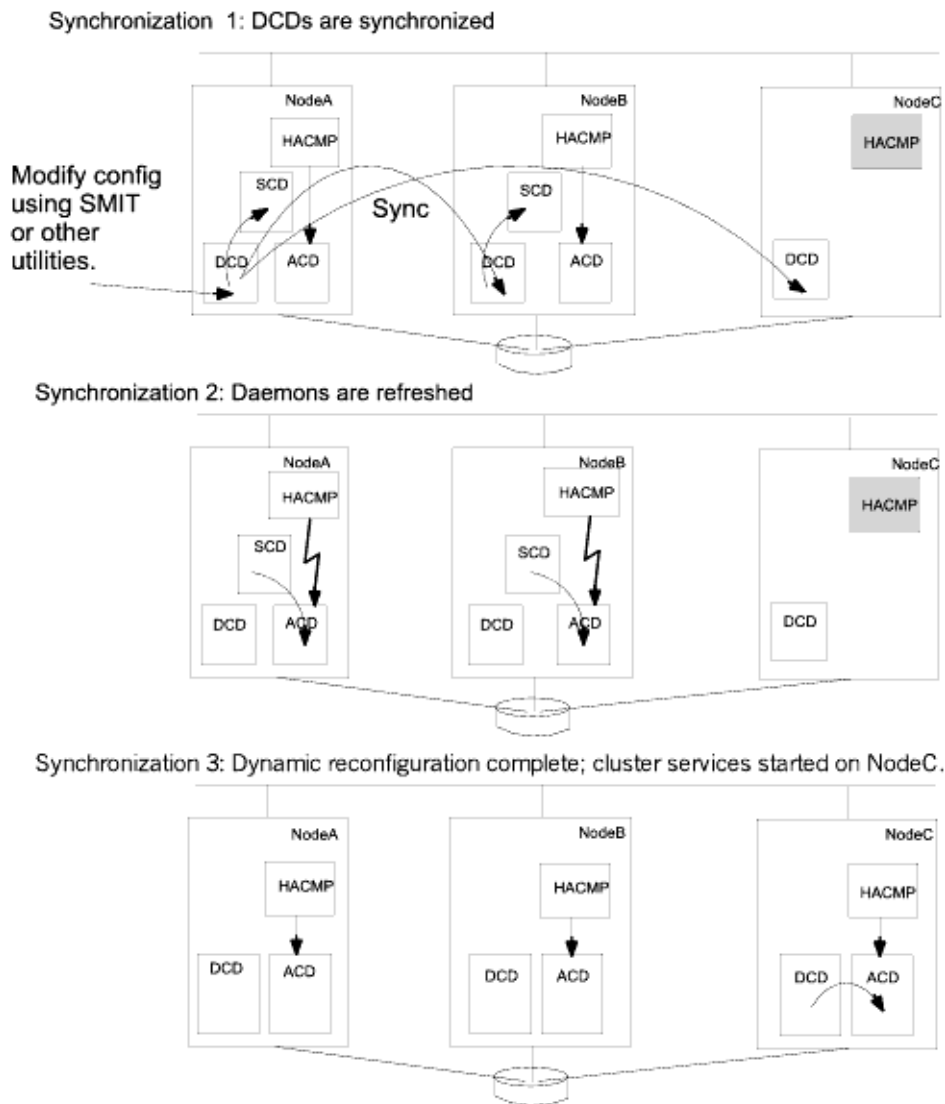 Synchronization 1: DCDs are synchronized
NodeA
NodeB
NodeC
HACMP
HACMP
HACMP
Modify config
using SMIT
or other
utilities.
SCD
Sync
SCD
DCD
ACD
DCD
ACD
DCD
Synchronization 2: Daemons are refreshed
NodeA
NodeB
NodeC
HACMP
HACMP
HACMP
SCD
SCD
DCD
ACD
DCD
ACD
DCD
Synchronization 3: Dynamic reconfiguration complete; cluster services started on NodeC.
NodeA
NodeB
NodeC
HACMP
HACMP
HACMP
DCD
ACD
DCD
ACD
DCD
ACD